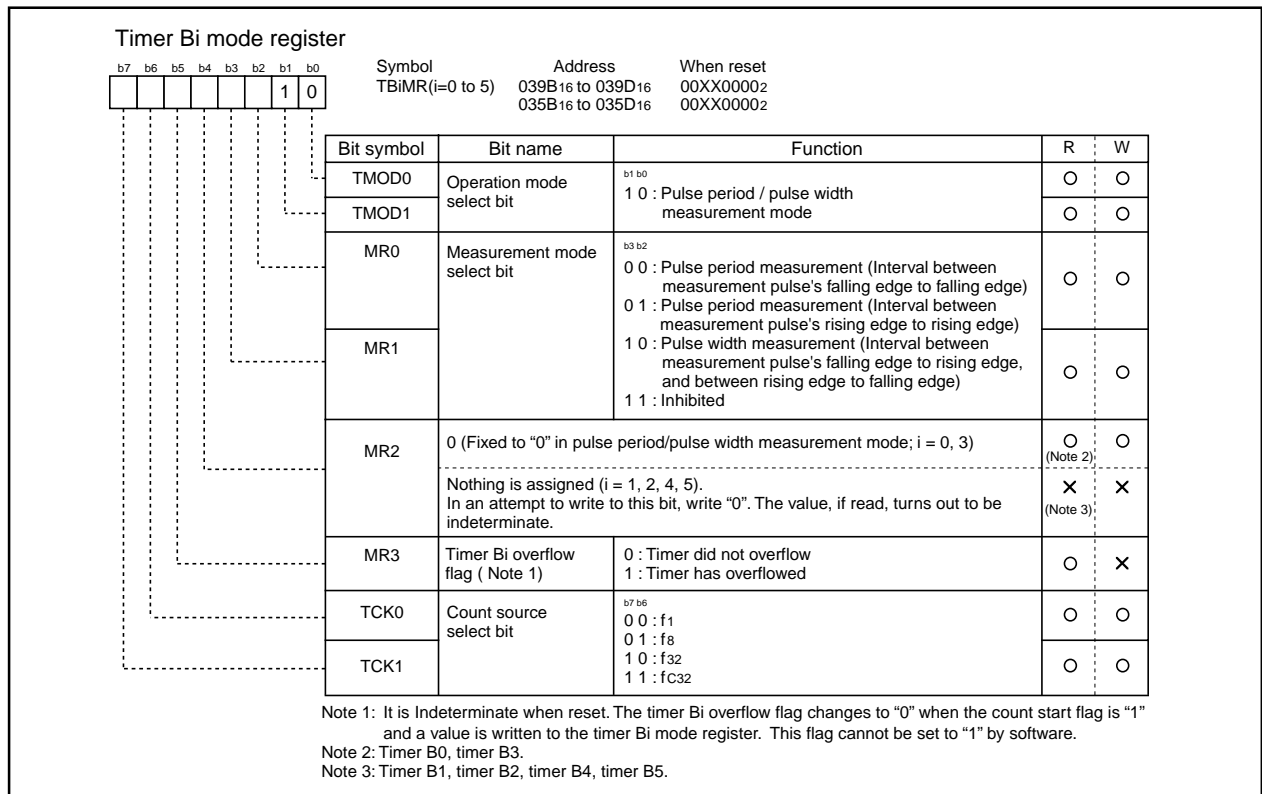 Timer Bi mode register
b7 b6 b5 b4 b3 b2 b1 b0
1 0
Symbol Address When reset
TBiMR(i=0 to 5) 039B16 to 039D16 00XX00002
035B16 to 035D16 00XX00002
Bit symbol Bit name Function R W
TMOD0 Operation mode select bit
b1 b0
1 0 : Pulse period / pulse width
measurement mode
O O
TMOD1 O O
MR0 Measurement mode
select bit
b3 b2
0 0 : Pulse period measurement (Interval between
measurement pulse's falling edge to falling edge)
0 1 : Pulse period measurement (Interval between
measurement pulse's rising edge to rising edge)
1 0 : Pulse width measurement (Interval between
measurement pulse's falling edge to rising edge,
and between rising edge to falling edge)
1 1 : Inhibited
O O
MR1 O O
MR2 0 (Fixed to “0” in pulse period/pulse width measurement mode; i = 0, 3) O O
(Note 2)
Nothing is assigned (i = 1, 2, 4, 5). × ×
In an attempt to write to this bit, write “0”. The value, if read, turns out to be (Note 3)
indeterminate.
MR3 Timer Bi overflow 0 : Timer did not overflow
flag ( Note 1) 1 : Timer has overflowed
O ×
TCK0 Count source
select bit
b7 b6
0 0 : f1
0 1 : f8
1 0 : f32
1 1 : fC32
O O
TCK1 O O
Note 1: It is Indeterminate when reset. The timer Bi overflow flag changes to “0” when the count start flag is “1”
and a value is written to the timer Bi mode register. This flag cannot be set to “1” by software.
Note 2: Timer B0, timer B3.
Note 3: Timer B1, timer B2, timer B4, timer B5.